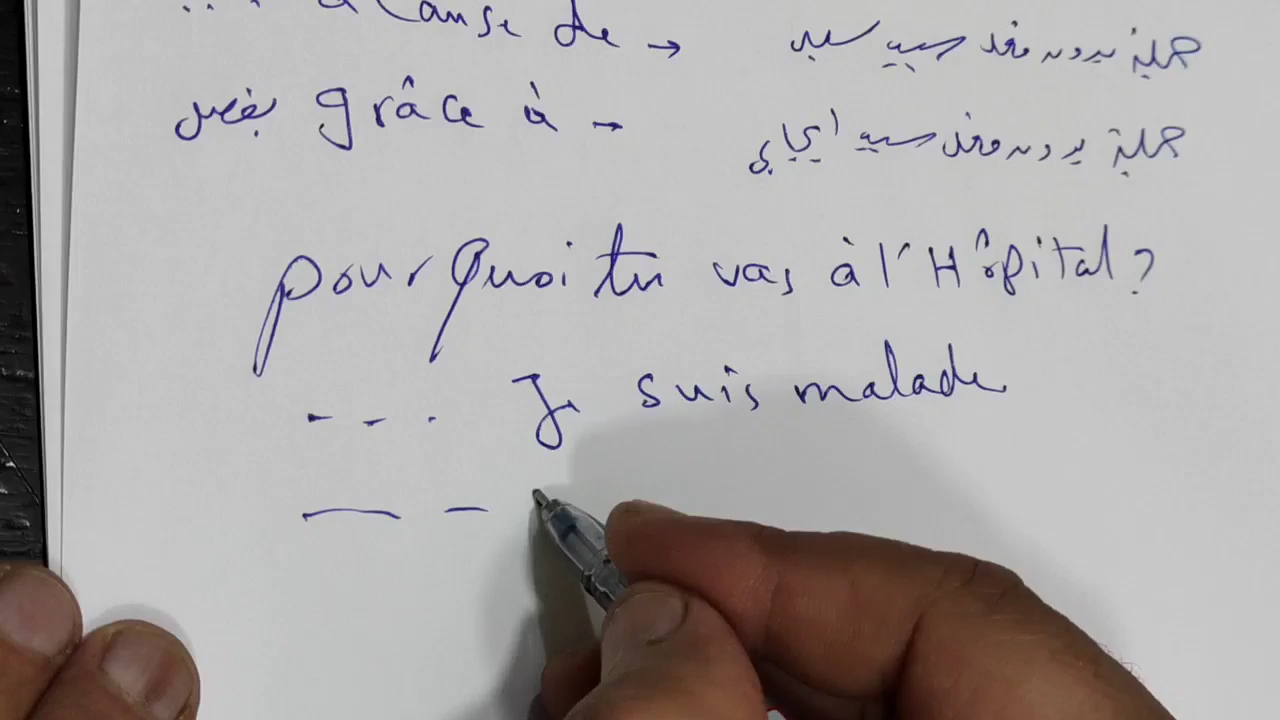 ... à Cause de → جملة بدون فعل سببه سلبي
بفضل grâce à → جملة بدون فعل سببه ايجابي
pourquoi tu vas à l'Hôpital ?
--. Je suis malade
— –